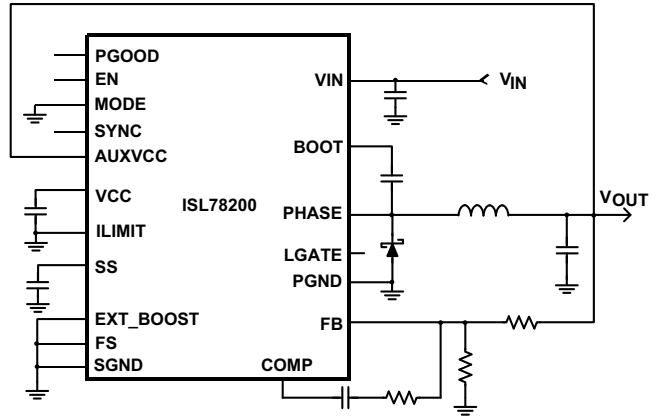 PGOOD
EN
MODE
SYNC
AUXVCC
VCC
ILIMIT
SS
EXT_BOOST
FS
SGND
ISL78200
VIN
BOOT
PHASE
LGATE
PGND
FB
COMP
VIN
VOUT